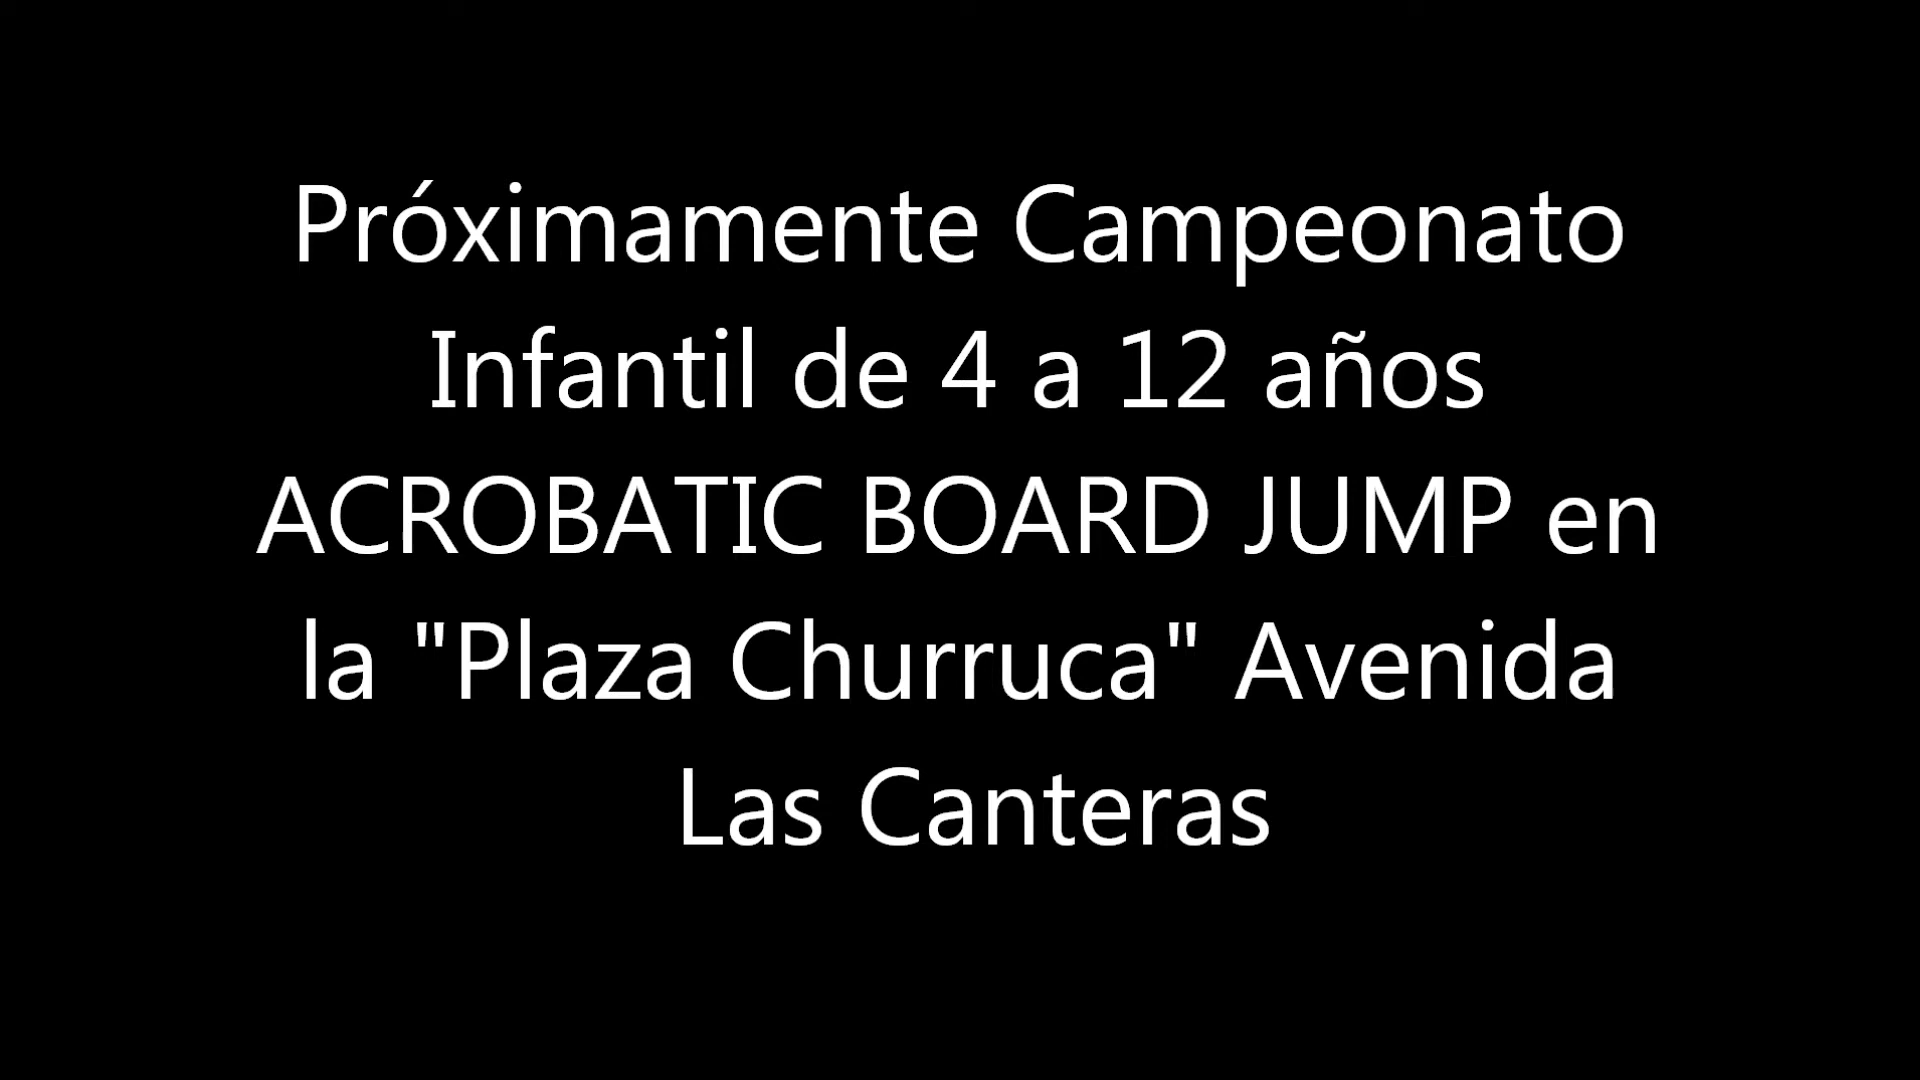 Próximamente Campeonato
Infantil de 4 a 12 años
ACROBATIC BOARD JUMP en
la "Plaza Churruca" Avenida
Las Canteras